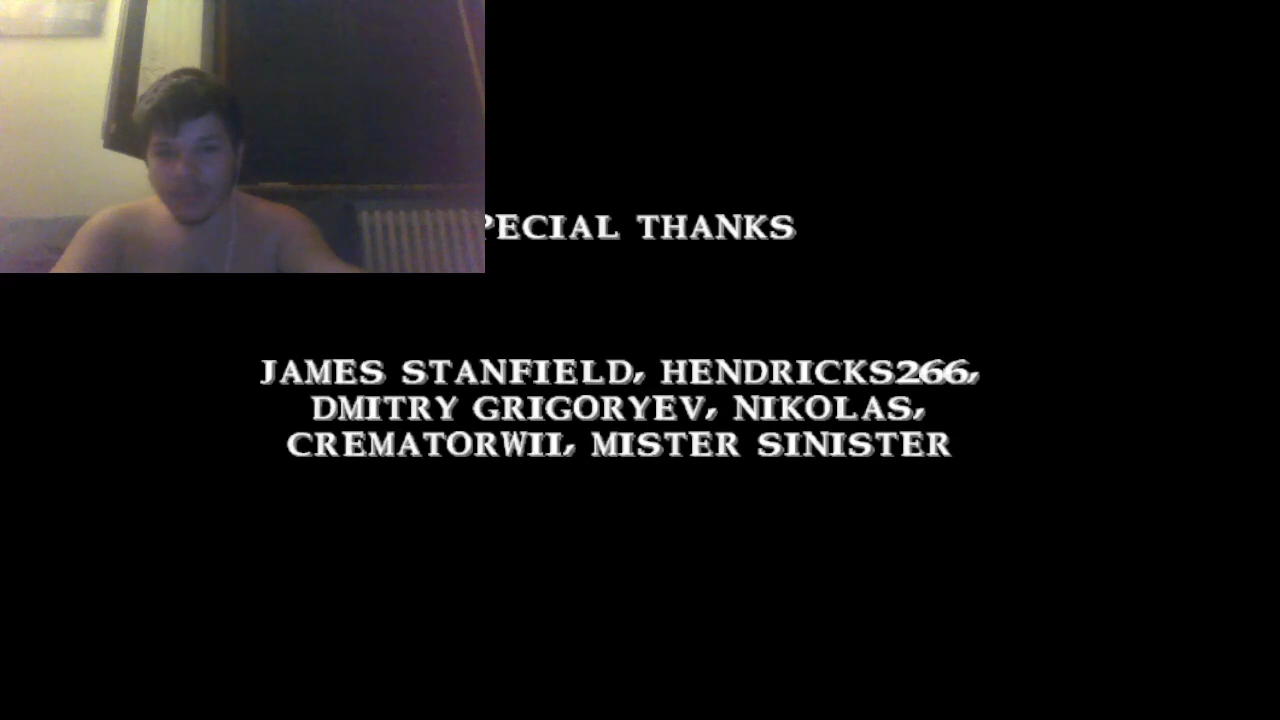 PECIAL THANKS
JAMES STANFIELD, HENDRICKS266,
DMITRY GRIGORYEV, NIKOLAS,
CREMATORWII, MISTER SINISTER